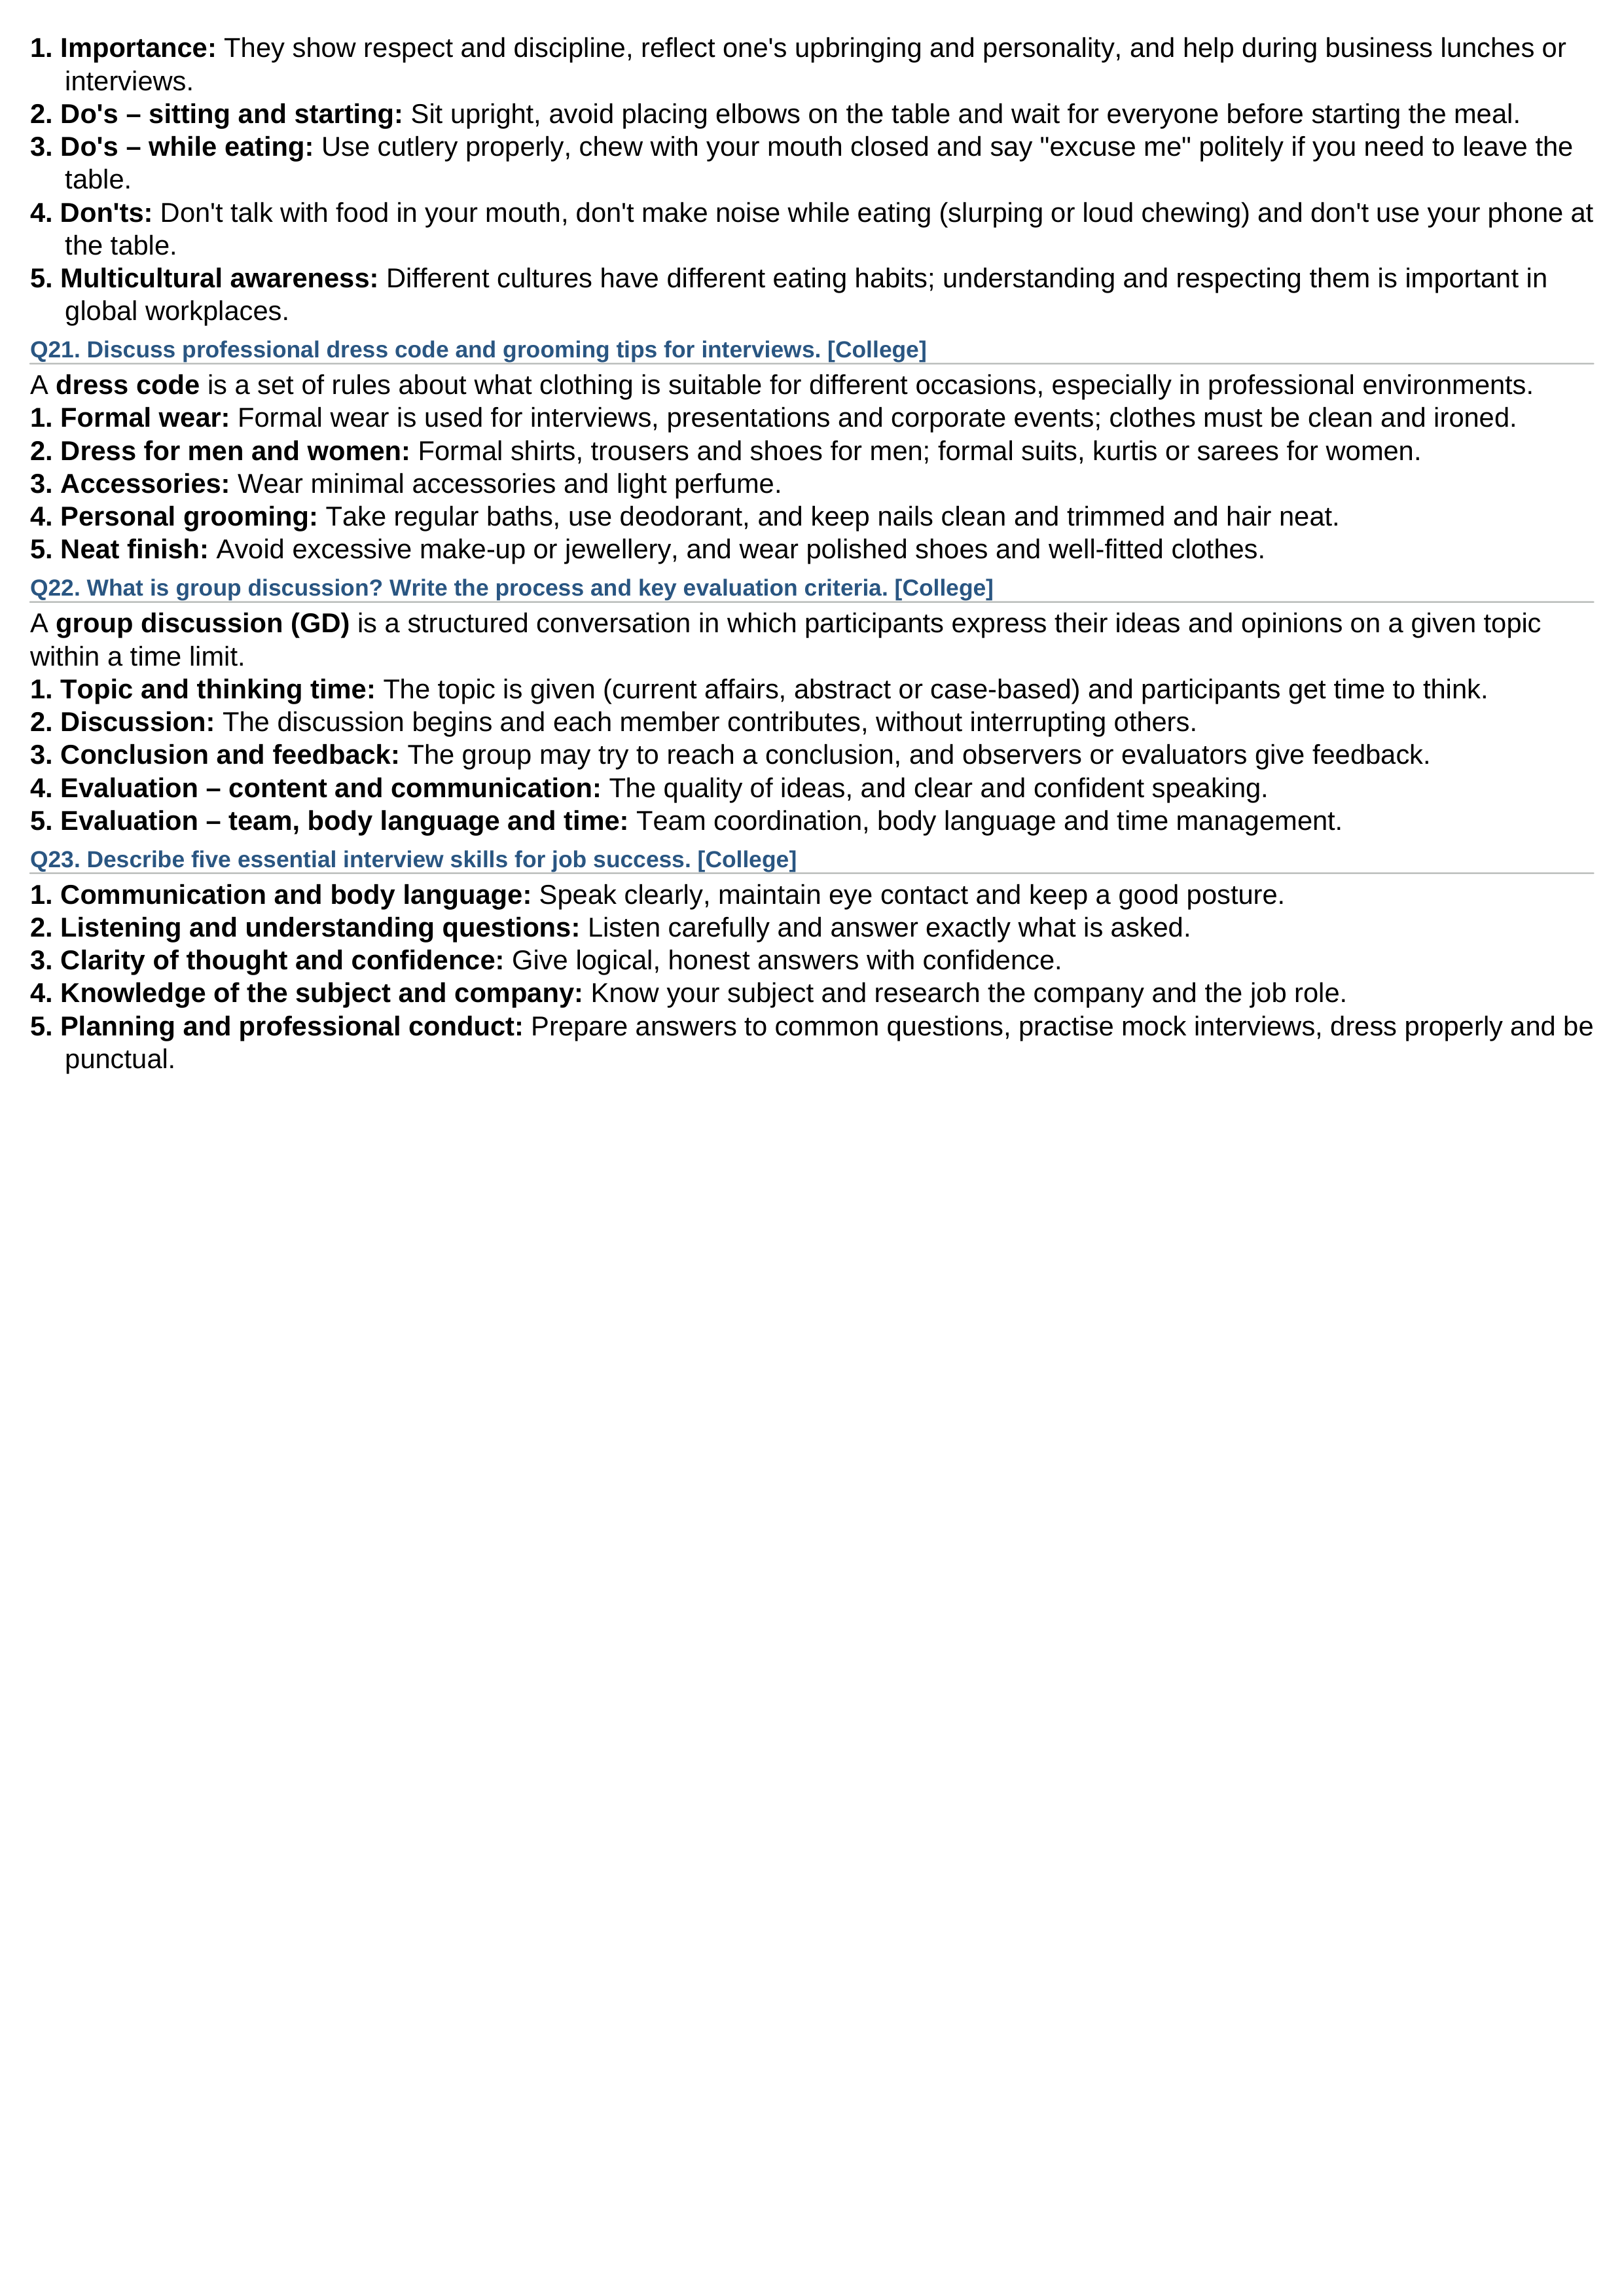 1. Importance: They show respect and discipline, reflect one's upbringing and personality, and help during business lunches or
interviews.
2. Do's – sitting and starting: Sit upright, avoid placing elbows on the table and wait for everyone before starting the meal.
3. Do's – while eating: Use cutlery properly, chew with your mouth closed and say "excuse me" politely if you need to leave the
table.
4. Don'ts: Don't talk with food in your mouth, don't make noise while eating (slurping or loud chewing) and don't use your phone at
the table.
5. Multicultural awareness: Different cultures have different eating habits; understanding and respecting them is important in
global workplaces.
Q21. Discuss professional dress code and grooming tips for interviews. [College]
A dress code is a set of rules about what clothing is suitable for different occasions, especially in professional environments.
1. Formal wear: Formal wear is used for interviews, presentations and corporate events; clothes must be clean and ironed.
2. Dress for men and women: Formal shirts, trousers and shoes for men; formal suits, kurtis or sarees for women.
3. Accessories: Wear minimal accessories and light perfume.
4. Personal grooming: Take regular baths, use deodorant, and keep nails clean and trimmed and hair neat.
5. Neat finish: Avoid excessive make-up or jewellery, and wear polished shoes and well-fitted clothes.
Q22. What is group discussion? Write the process and key evaluation criteria. [College]
A group discussion (GD) is a structured conversation in which participants express their ideas and opinions on a given topic
within a time limit.
1. Topic and thinking time: The topic is given (current affairs, abstract or case-based) and participants get time to think.
2. Discussion: The discussion begins and each member contributes, without interrupting others.
3. Conclusion and feedback: The group may try to reach a conclusion, and observers or evaluators give feedback.
4. Evaluation – content and communication: The quality of ideas, and clear and confident speaking.
5. Evaluation – team, body language and time: Team coordination, body language and time management.
Q23. Describe five essential interview skills for job success. [College]
1. Communication and body language: Speak clearly, maintain eye contact and keep a good posture.
2. Listening and understanding questions: Listen carefully and answer exactly what is asked.
3. Clarity of thought and confidence: Give logical, honest answers with confidence.
4. Knowledge of the subject and company: Know your subject and research the company and the job role.
5. Planning and professional conduct: Prepare answers to common questions, practise mock interviews, dress properly and be
punctual.